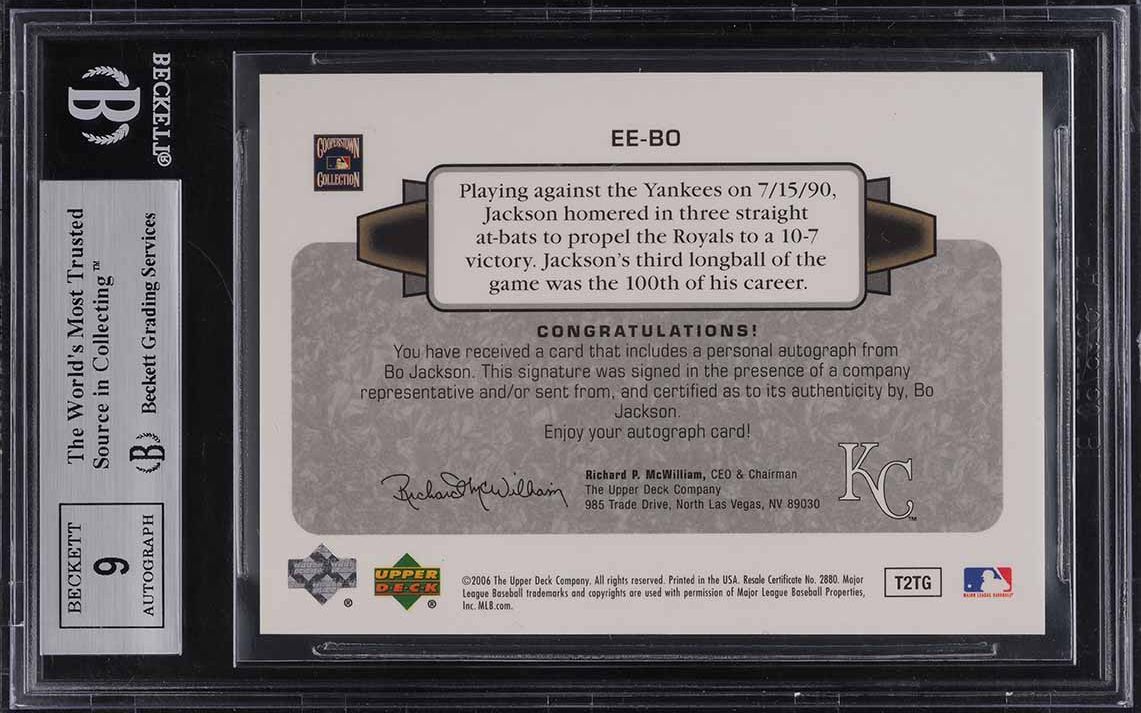 BECKETT®
The World's Most Trusted
Source in Collecting™
Beckett Grading Services
BECKETT
9
AUTOGRAPH
COOPERSTOWN
COLLECTION
EE-BO
Playing against the Yankees on 7/15/90,
Jackson homered in three straight
at-bats to propel the Royals to a 10-7
victory. Jackson's third longball of the
game was the 100th of his career.
CONGRATULATIONS!
You have received a card that includes a personal autograph from
Bo Jackson. This signature was signed in the presence of a company
representative and/or sent from, and certified as to its authenticity by, Bo
Jackson.
Enjoy your autograph card!
Richard McWilliam
Richard P. McWilliam, CEO & Chairman
The Upper Deck Company
985 Trade Drive, North Las Vegas, NV 89030
KC™
UPPER
DECK®
©2006 The Upper Deck Company. All rights reserved. Printed in the USA. Resale Certificate No. 2880. Major
League Baseball trademarks and copyrights are used with permission of Major League Baseball Properties,
Inc. MLB.com.
T2TG
MAJOR LEAGUE BASEBALL